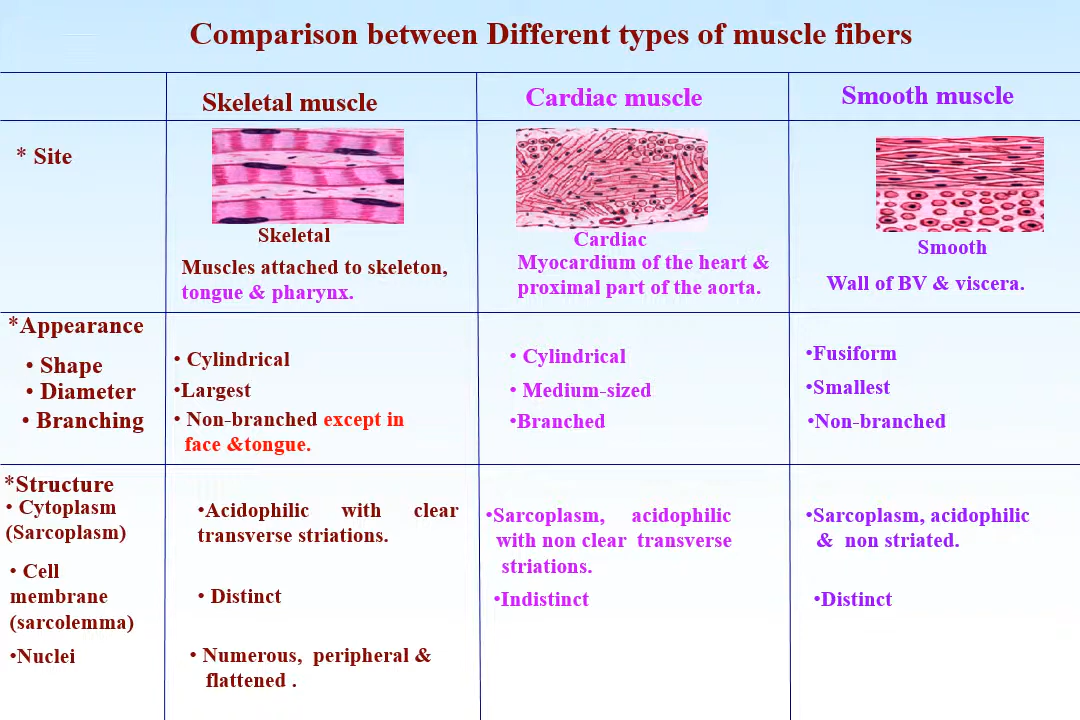 Comparison between Different types of muscle fibers
Skeletal muscle
Cardiac muscle
Smooth muscle
* Site
Skeletal
Muscles attached to skeleton,
tongue & pharynx.
Cardiac
Myocardium of the heart &
proximal part of the aorta.
Smooth
Wall of BV & viscera.
*Appearance
• Shape
• Diameter
• Branching
• Cylindrical
•Largest
• Non-branched except in
face &tongue.
• Cylindrical
• Medium-sized
•Branched
•Fusiform
•Smallest
•Non-branched
*Structure
• Cytoplasm
(Sarcoplasm)
• Cell
membrane
(sarcolemma)
•Nuclei
•Acidophilic with clear
transverse striations.
• Distinct
• Numerous, peripheral &
flattened .
•Sarcoplasm, acidophilic
with non clear transverse
striations.
•Indistinct
•Sarcoplasm, acidophilic
& non striated.
•Distinct